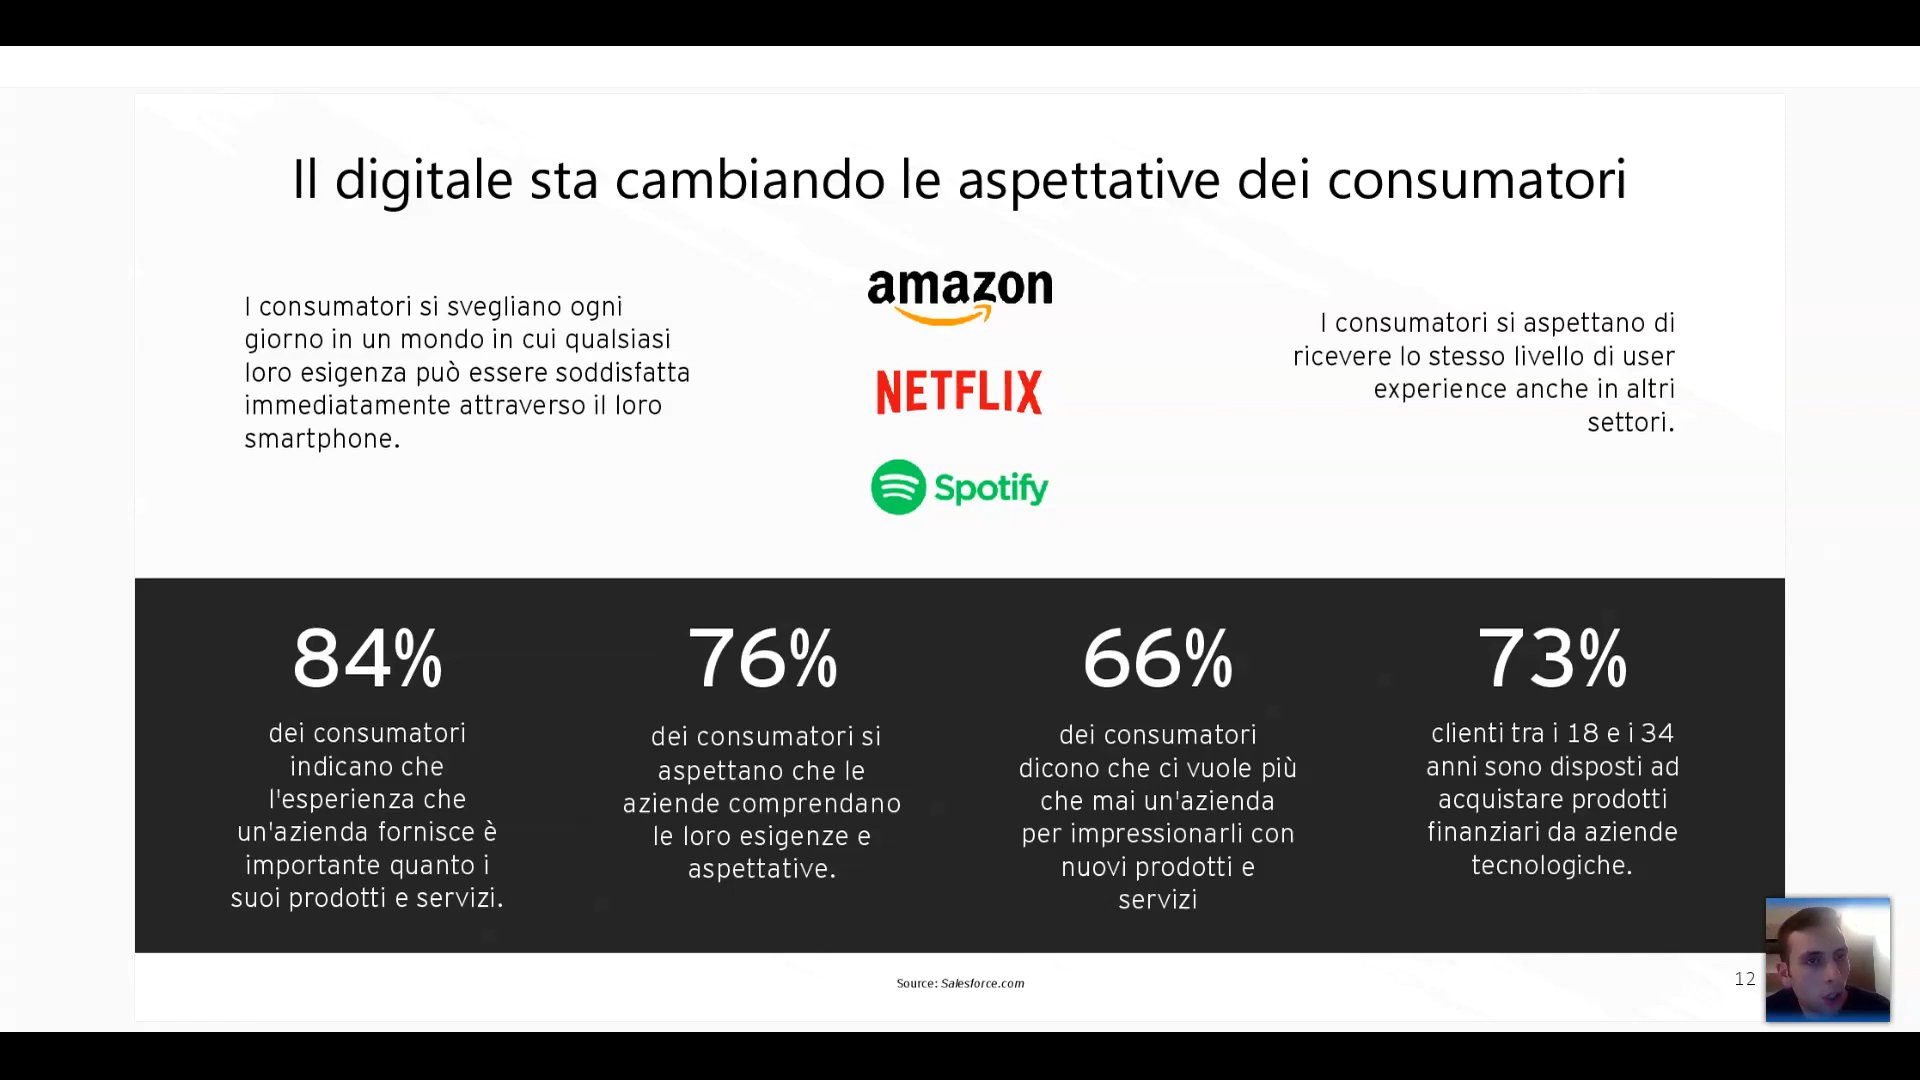 Il digitale sta cambiando le aspettative dei consumatori
I consumatori si svegliano ogni
giorno in un mondo in cui qualsiasi
loro esigenza può essere soddisfatta
immediatamente attraverso il loro
smartphone.
amazon
NETFLIX
Spotify
I consumatori si aspettano di
ricevere lo stesso livello di user
experience anche in altri
settori.
84%
dei consumatori
indicano che
l'esperienza che
un'azienda fornisce è
importante quanto i
suoi prodotti e servizi.
76%
dei consumatori si
aspettano che le
aziende comprendano
le loro esigenze e
aspettative.
66%
dei consumatori
dicono che ci vuole più
che mai un'azienda
per impressionarli con
nuovi prodotti e
servizi
73%
clienti tra i 18 e i 34
anni sono disposti ad
acquistare prodotti
finanziari da aziende
tecnologiche.
Source: Salesforce.com
12